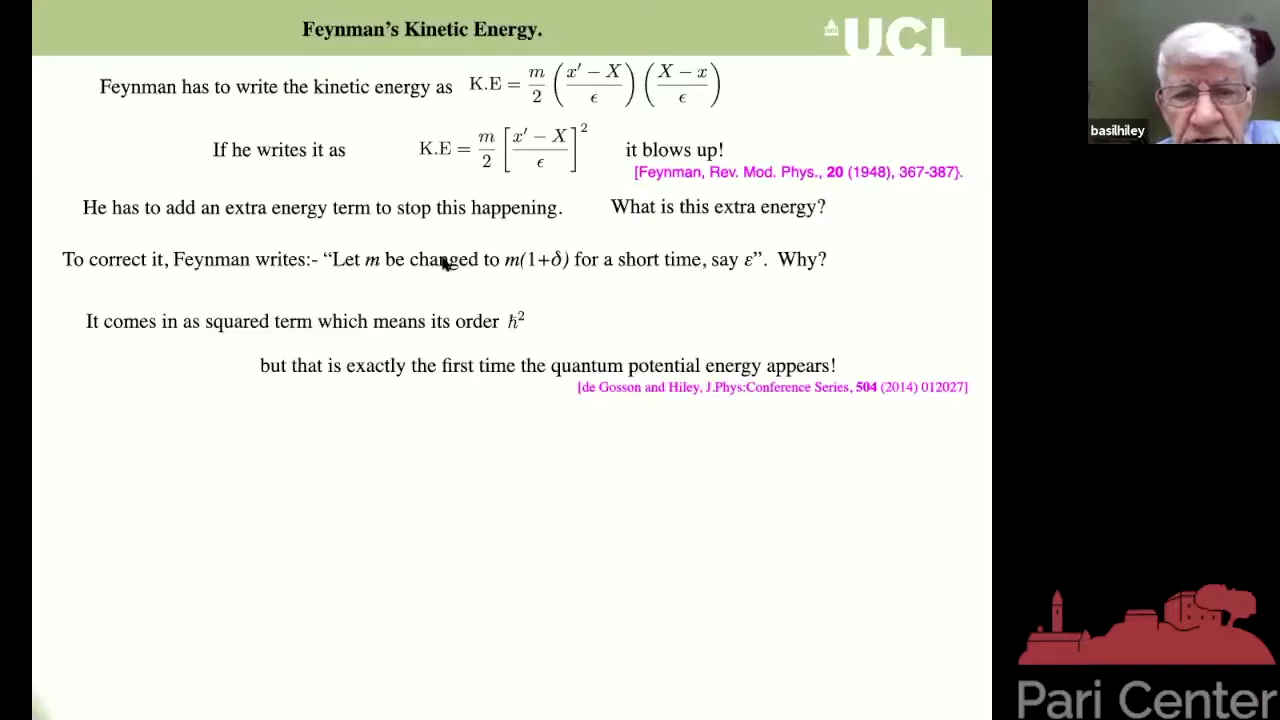 Feynman's Kinetic Energy.
UCL
Feynman has to write the kinetic energy as K.E = m/2 (x′ − X/ϵ) (X − x/ϵ)
If he writes it as K.E = m/2 [x′ − X/ϵ]² it blows up!
[Feynman, Rev. Mod. Phys., 20 (1948), 367-387}.
He has to add an extra energy term to stop this happening. What is this extra energy?
To correct it, Feynman writes:- “Let m be changed to m(1+δ) for a short time, say ε”. Why?
It comes in as squared term which means its order ℏ²
but that is exactly the first time the quantum potential energy appears!
[de Gosson and Hiley, J.Phys:Conference Series, 504 (2014) 012027]
basilhiley
Pari Center